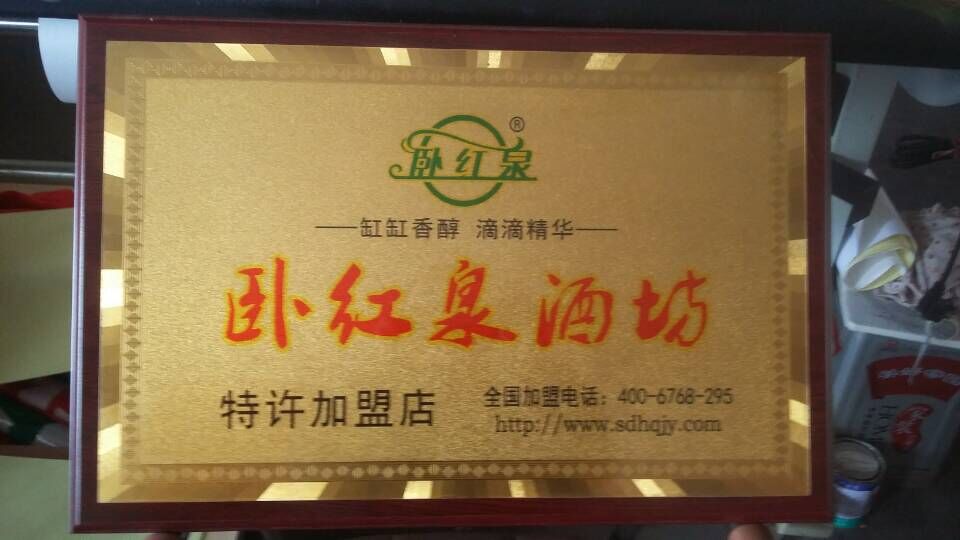 卧红泉®
缸缸香醇 滴滴精华
卧红泉酒坊
特许加盟店
全国加盟电话：400-6768-295
http://www.sdhqjy.com